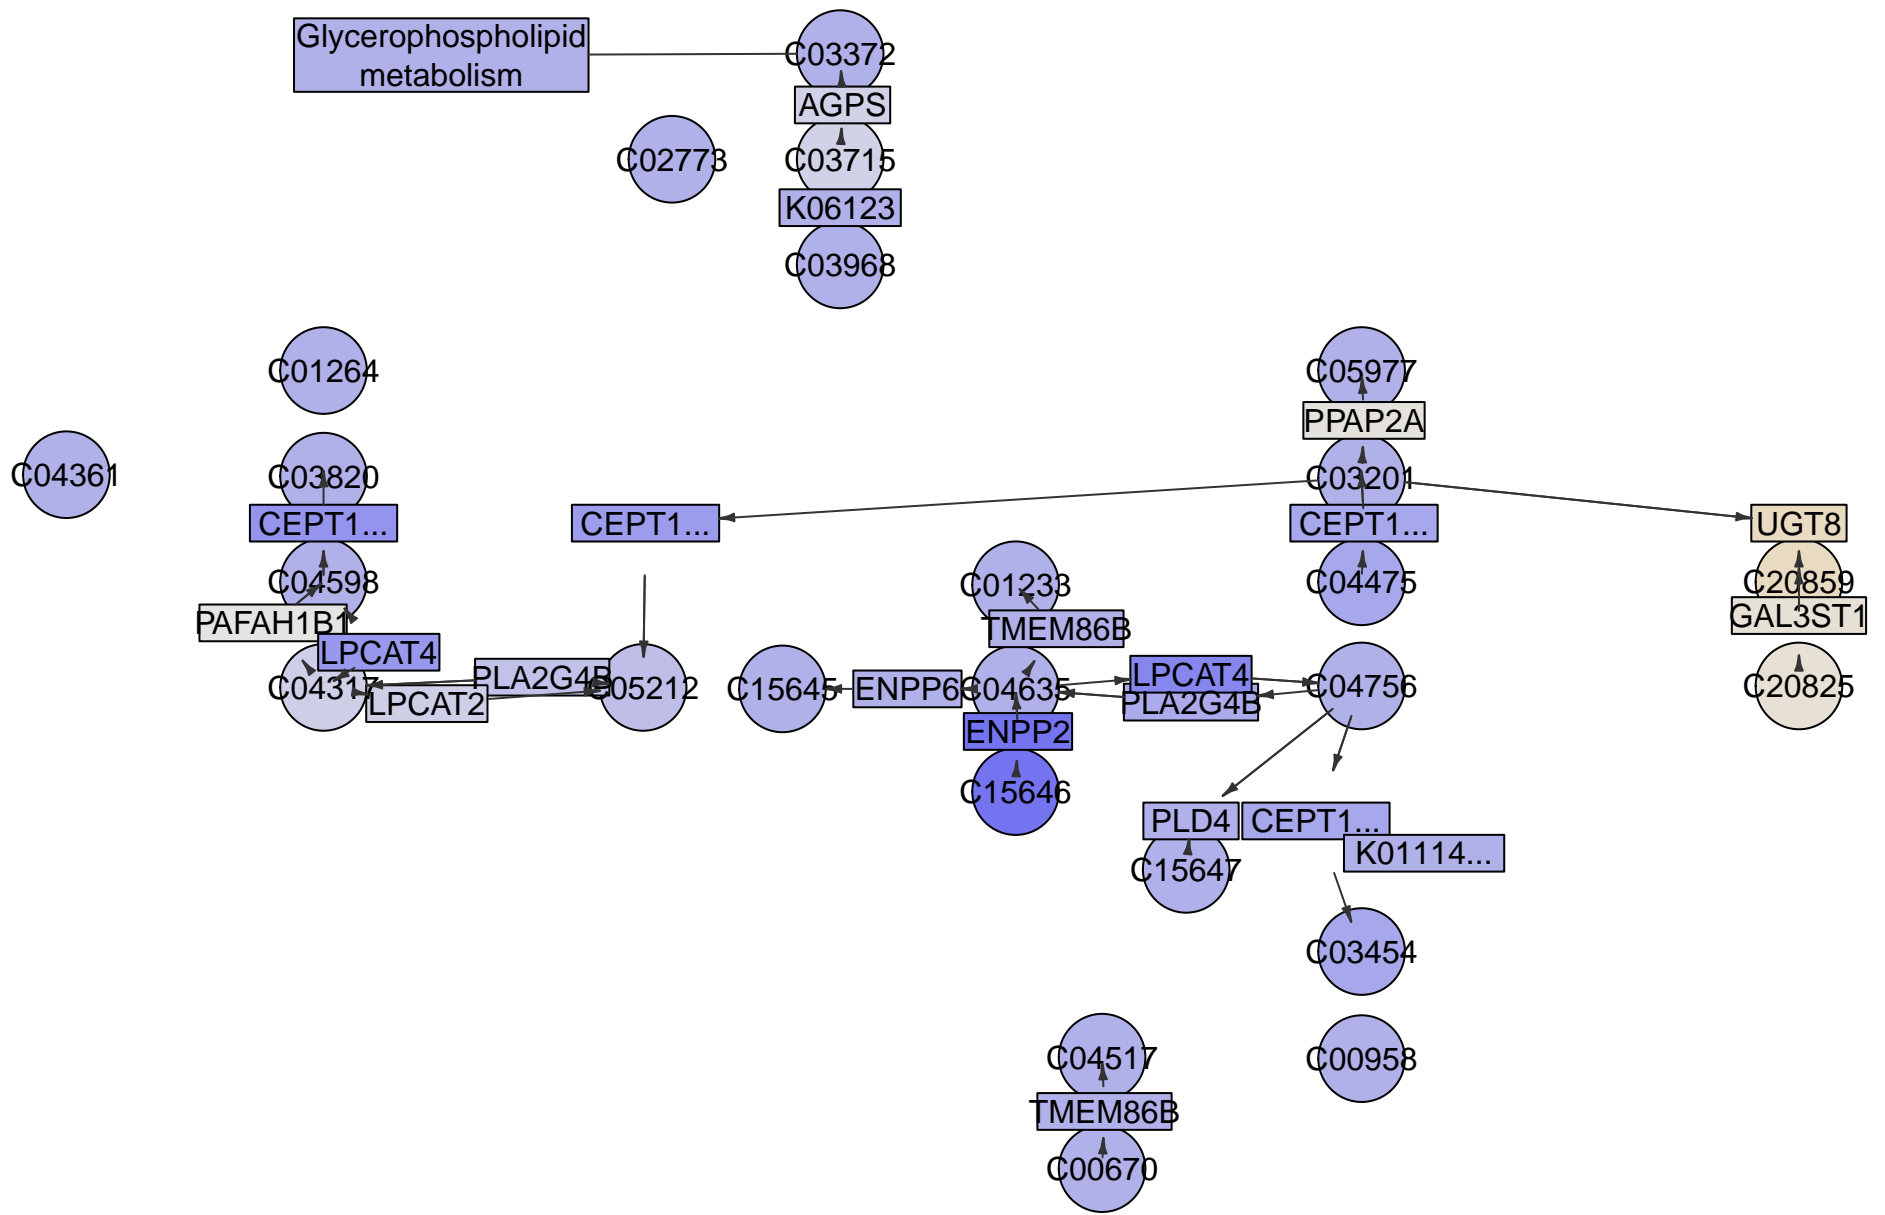 Glycerophospholipid
metabolism
C03372
AGPS
C02773
C03715
K06123
C03968
C01264
C05977
PPAP2A
C04361
C03820
C03201
CEPT1...
CEPT1...
CEPT1...
UGT8
C04598
C01233
C04475
C20859
PAFAH1B1
TMEM86B
GAL3ST1
LPCAT4
C04317
PLA2G4B
C05212
C15645
ENPP6
C04635
LPCAT4
C04756
C20825
LPCAT2
PLA2G4B
ENPP2
C15646
PLD4
CEPT1...
K01114...
C15647
C03454
C04517
C00958
TMEM86B
C00670